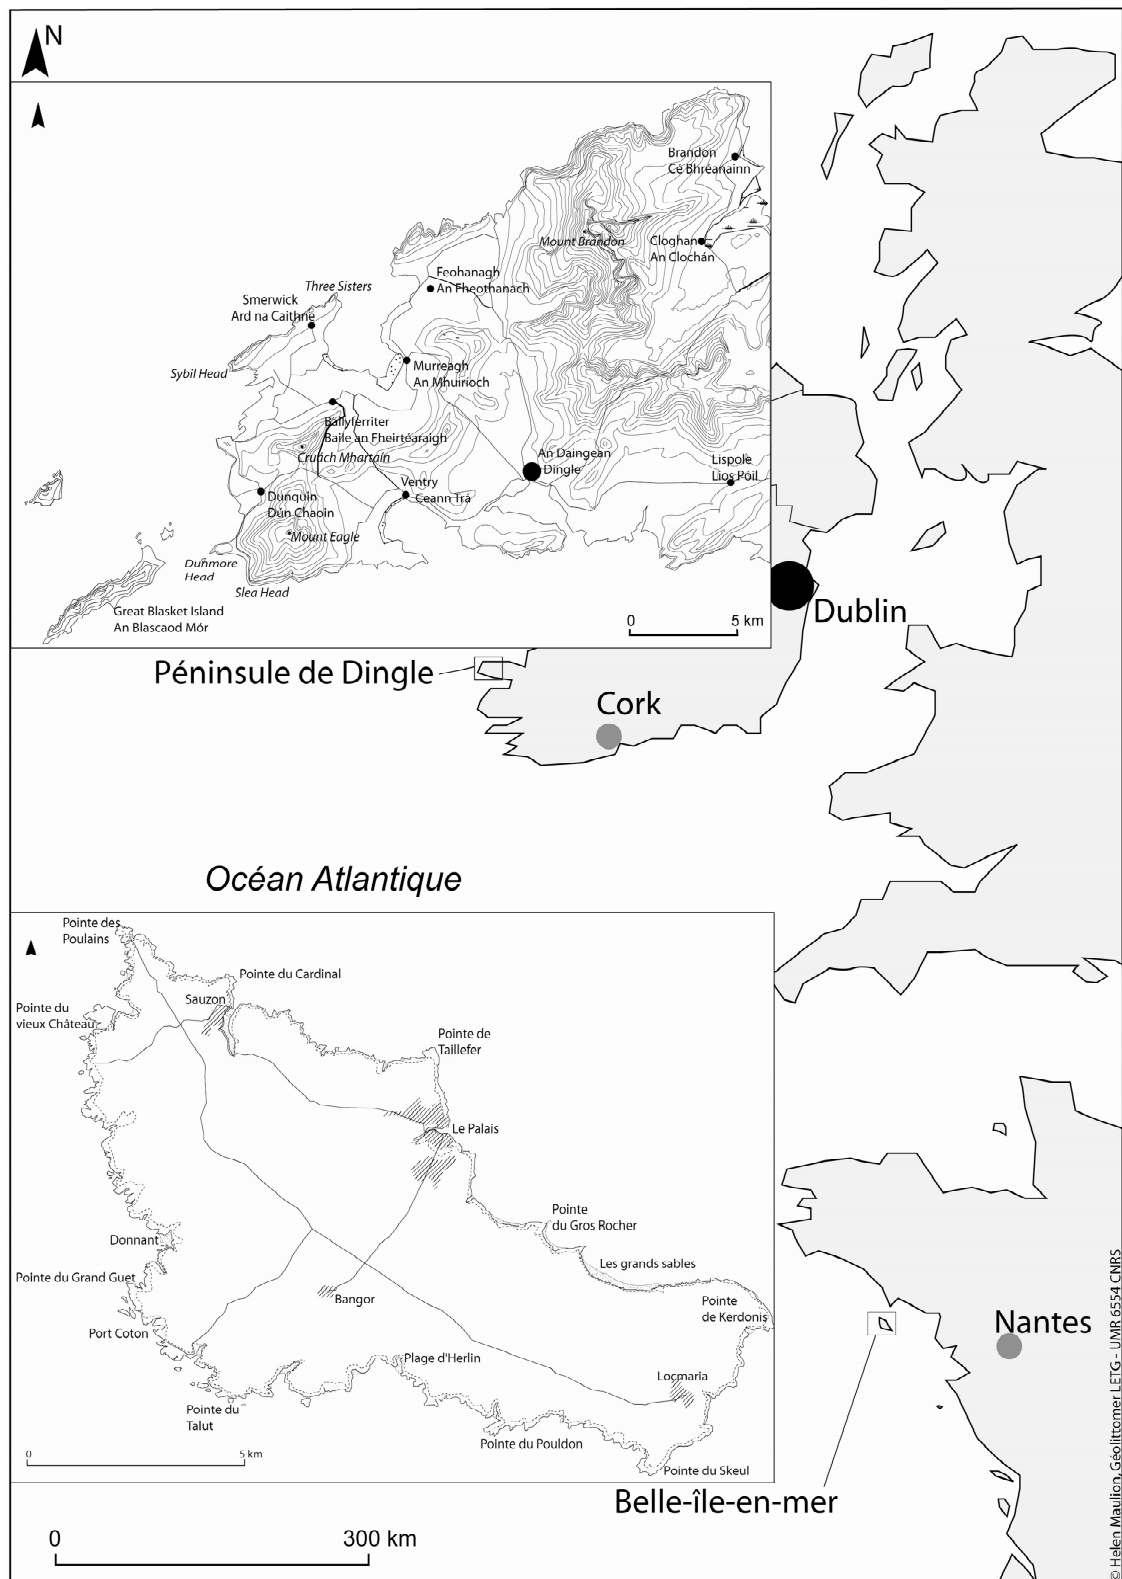 N
Brandon
Cé Bhréanainn
Mount Brandon
Cloghan
An Clochán
Feohanagh
An Fheothanach
Three Sisters
Smerwick
Ard na Caithne
Sybil Head
Murreagh
An Mhuirioch
Ballyferriter
Baile an Fheirtéaraigh
Cruach Mhártain
An Daingean
Dingle
Lispole
Lios Póil
Ventry
Ceann Trá
Dunquin
Dún Chaoin
Mount Eagle
Dunmore
Head
Slea Head
Great Blasket Island
An Blascaod Mór
0 5 km
Dublin
Péninsule de Dingle
Cork
Océan Atlantique
Pointe des
Poulains
Pointe du Cardinal
Sauzon
Pointe du
vieux Château
Pointe de
Taillefer
Le Palais
Pointe
du Gros Rocher
Donnant
Les grands sables
Pointe du Grand Guet
Bangor
Pointe
de Kerdonis
Port Coton
Plage d'Herlin
Locmaria
Pointe du
Talut
Pointe du Pouldon
0 5 km
Pointe du Skeul
Nantes
Belle-île-en-mer
0 300 km
© Helen Maulion, Géolittomer LETG - UMR 6554 CNRS